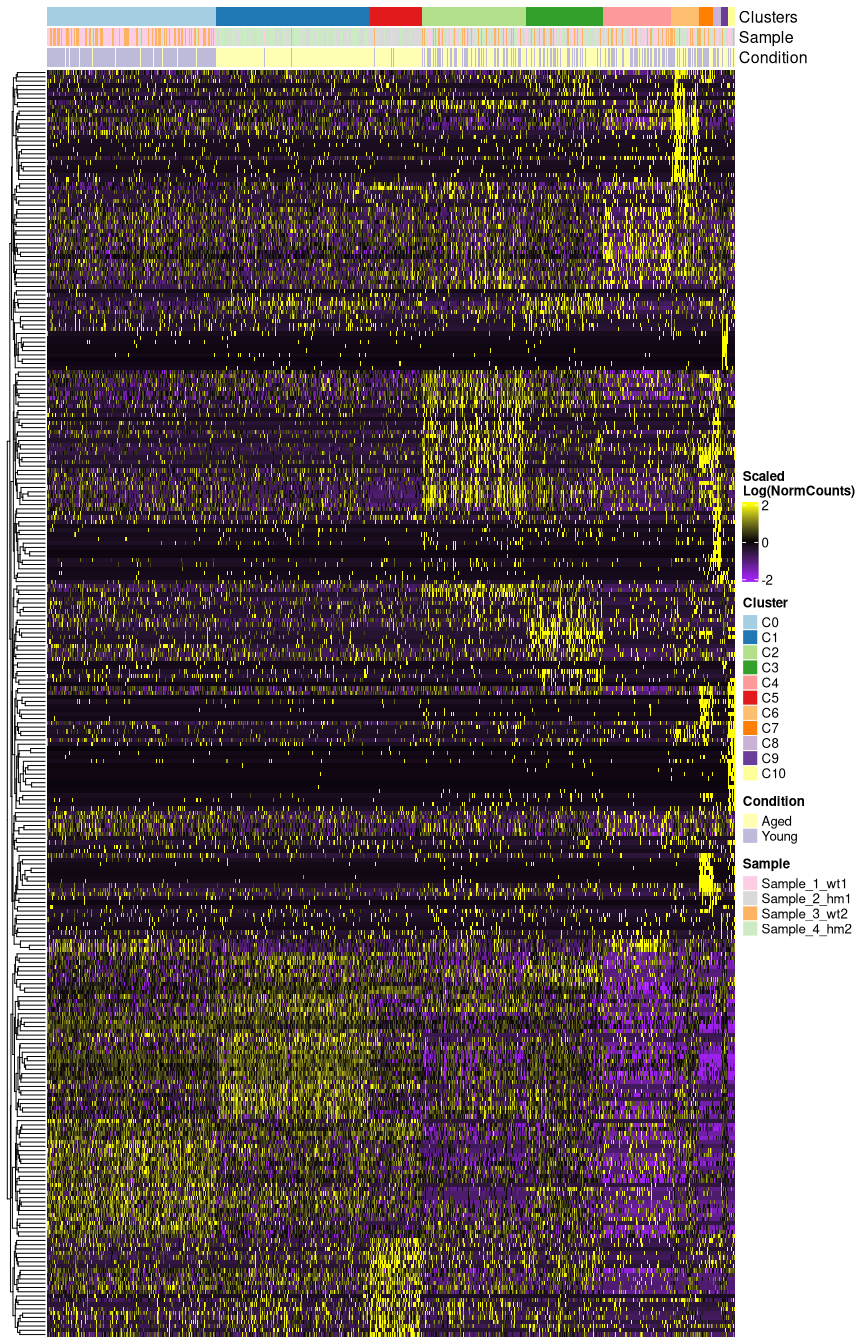 Clusters
Sample
Condition
Scaled
Log(NormCounts)
2
0
-2
Cluster
C0
C1
C2
C3
C4
C5
C6
C7
C8
C9
C10
Condition
Aged
Young
Sample
Sample_1_wt1
Sample_2_hm1
Sample_3_wt2
Sample_4_hm2